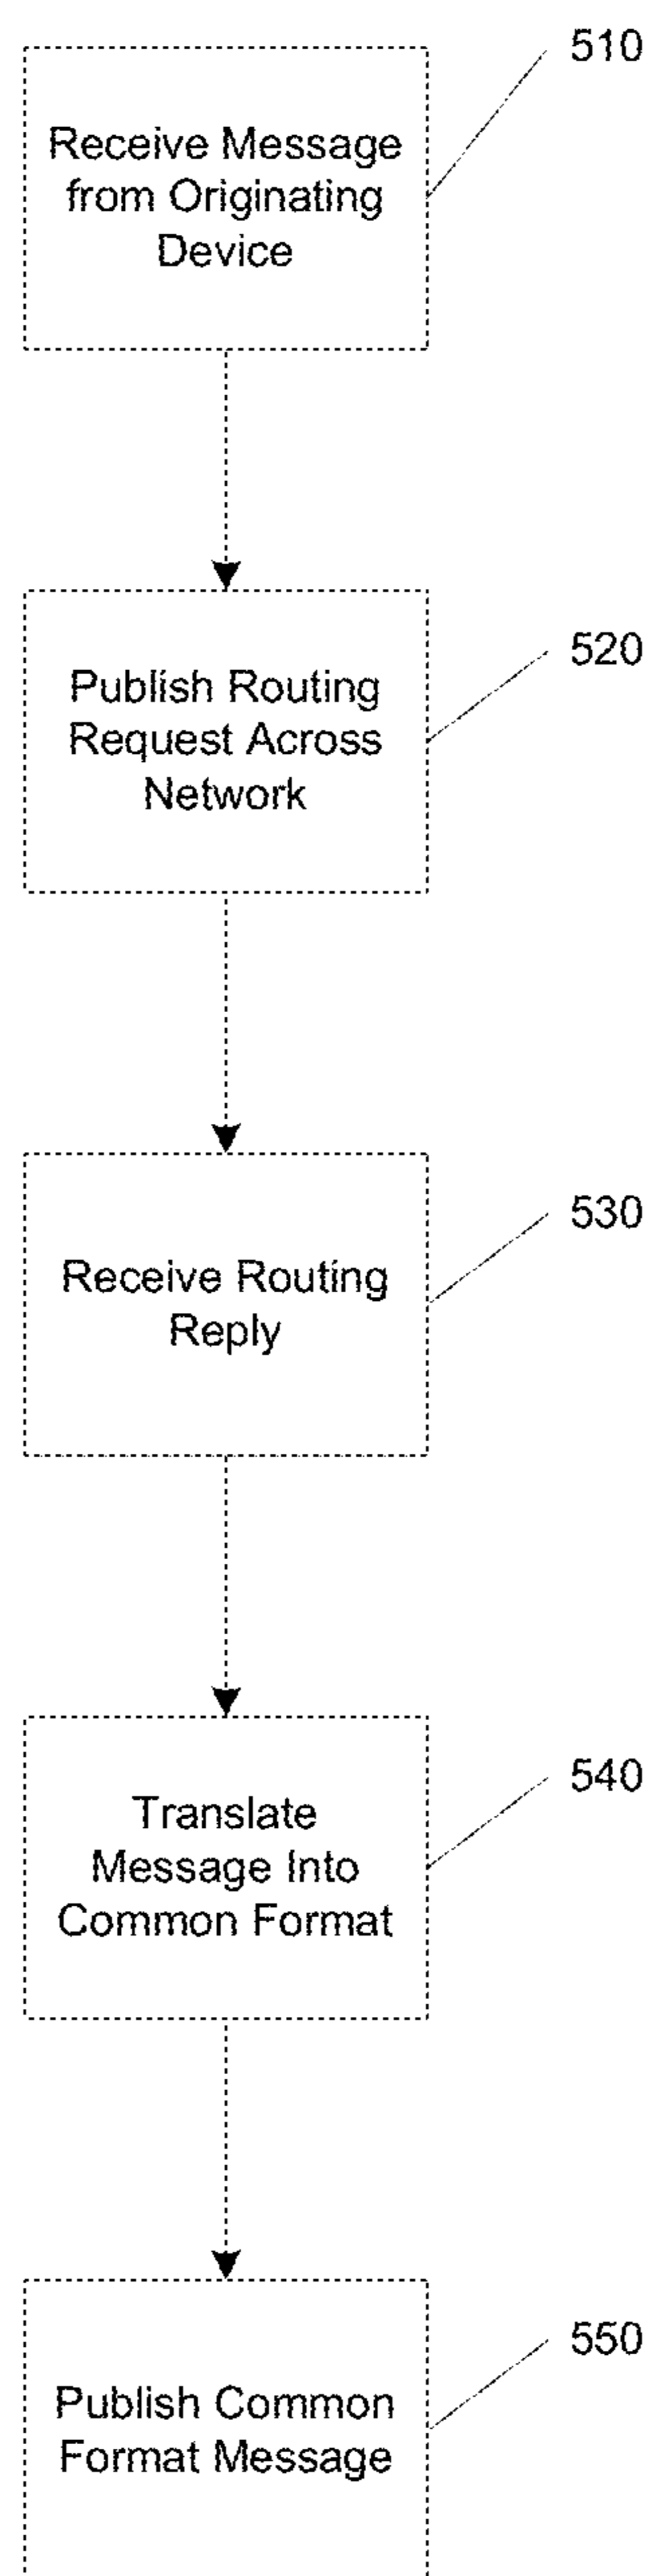 510
Receive Message
from Originating
Device
520
Publish Routing
Request Across
Network
530
Receive Routing
Reply
540
Translate
Message Into
Common Format
550
Publish Common
Format Message